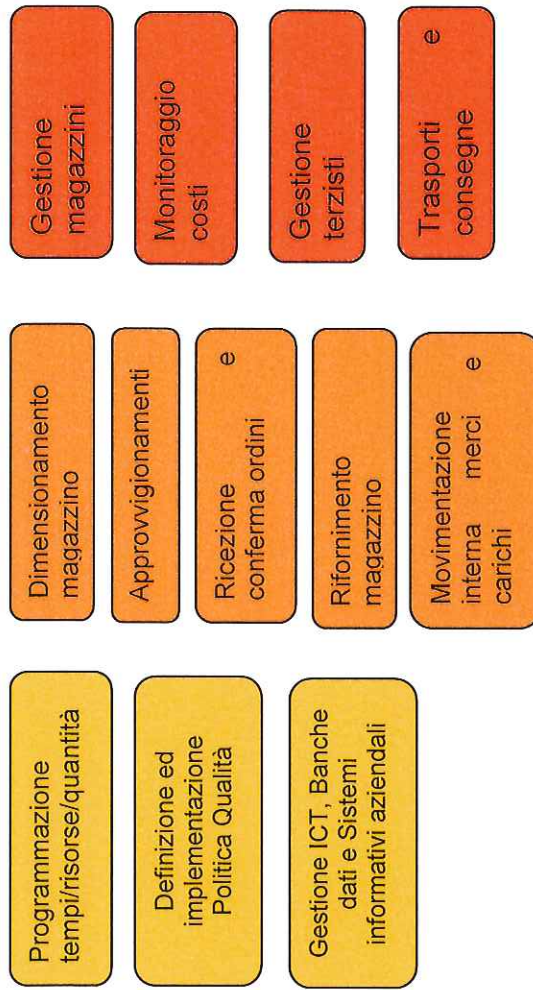 Programmazione
tempi/risorse/quantità
Definizione ed
implementazione
Politica Qualità
Gestione ICT, Banche
dati e Sistemi
informativi aziendali
Dimensionamento
magazzino
Approvvigionamenti
Ricezione e
conferma ordini
Rifornimento
magazzino
Movimentazione
interna merci e
carichi
Gestione
magazzini
Monitoraggio
costi
Gestione
terzisti
Trasporti e
consegne